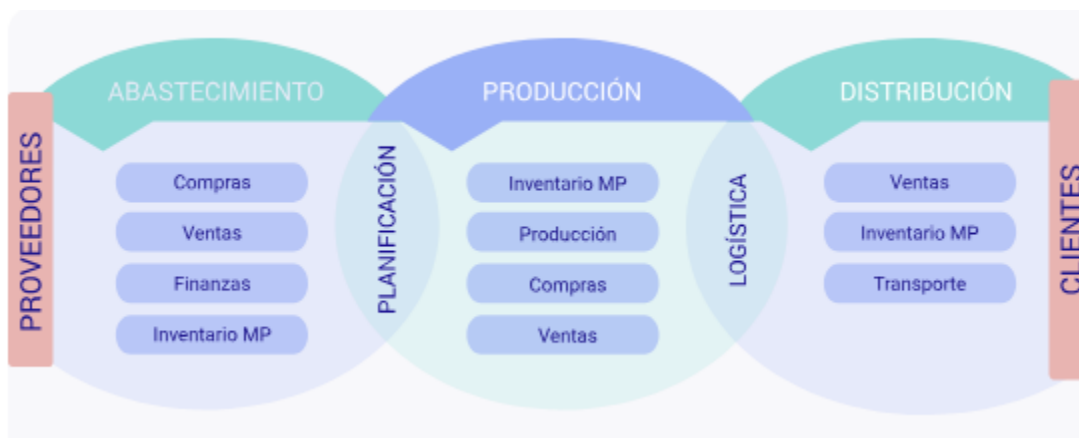 PROVEEDORES
ABASTECIMIENTO
Compras
Ventas
Finanzas
Inventario MP
PLANIFICACIÓN
PRODUCCIÓN
Inventario MP
Producción
Compras
Ventas
LOGÍSTICA
DISTRIBUCIÓN
Ventas
Inventario MP
Transporte
CLIENTES